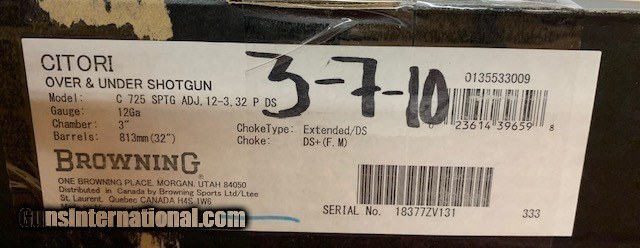 CITORI
OVER & UNDER SHOTGUN
Model: C 725 SPTG ADJ,12-3,32 P DS
Gauge: 12Ga
Chamber: 3"
Barrels: 813mm(32")
3-7-10
0135533009
0 23614 39659 8
ChokeType: Extended/DS
Choke: DS+(F.M)
BROWNING
ONE BROWNING PLACE, MORGAN, UTAH 84050
Distributed in Canada by Browning Sports Ltd/Ltee
St. Laurent, Quebec CANADA H4S 1W6
SERIAL No. 18377ZV131
333
GunsInternational.com